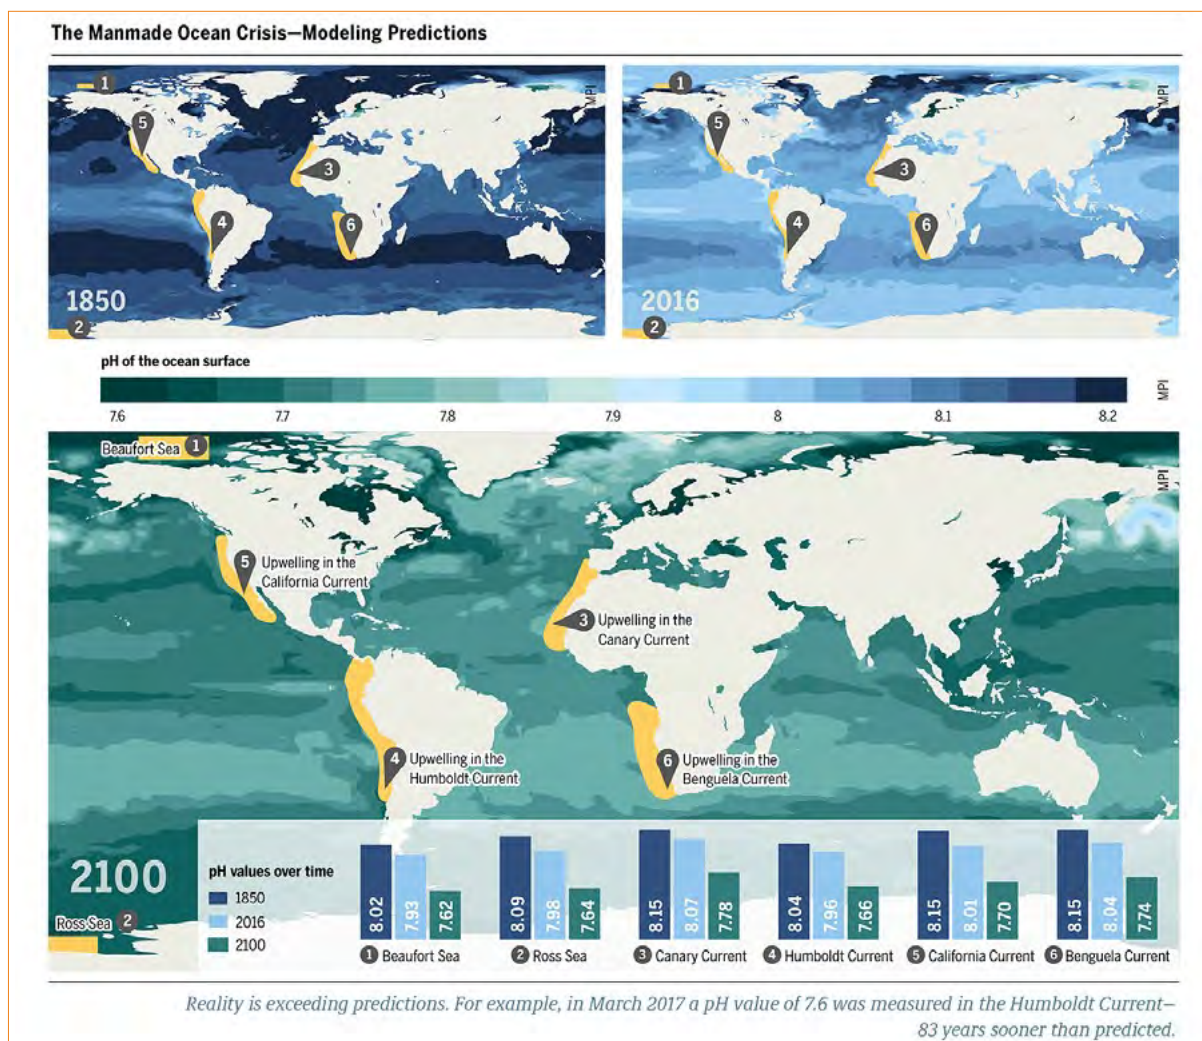 The Manmade Ocean Crisis—Modeling Predictions
1
5
3
4
6
1850
2
MPI
1
5
3
4
6
2016
2
MPI
pH of the ocean surface
7.6 7.7 7.8 7.9 8 8.1 8.2
MPI
Beaufort Sea 1
MPI
5 Upwelling in the
California Current
3 Upwelling in the
Canary Current
4 Upwelling in the
Humboldt Current
6 Upwelling in the
Benguela Current
2100
Ross Sea 2
pH values over time
1850
2016
2100
8.02 7.93 7.62
1 Beaufort Sea
8.09 7.98 7.64
2 Ross Sea
8.15 8.07 7.78
3 Canary Current
8.04 7.96 7.66
4 Humboldt Current
8.15 8.01 7.70
5 California Current
8.15 8.04 7.74
6 Benguela Current
Reality is exceeding predictions. For example, in March 2017 a pH value of 7.6 was measured in the Humboldt Current—
83 years sooner than predicted.